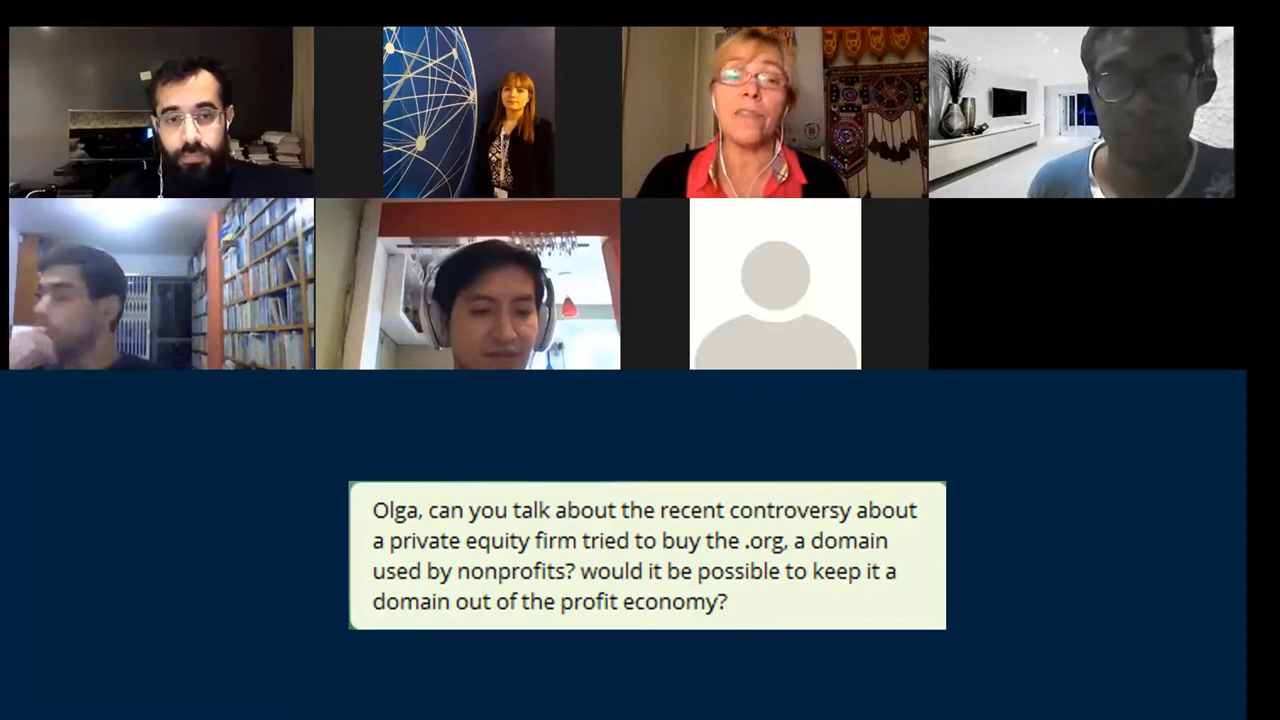 Olga, can you talk about the recent controversy about
a private equity firm tried to buy the .org, a domain
used by nonprofits? would it be possible to keep it a
domain out of the profit economy?